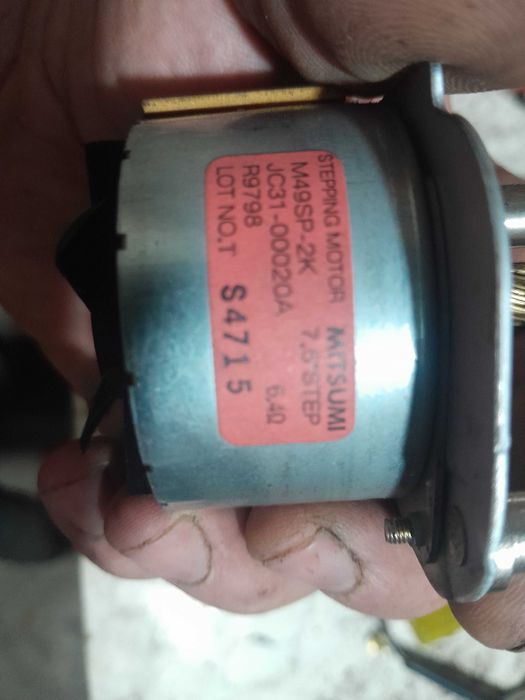 STEPPING MOTOR MITSUMI
M49SP-2K 7.5°STEP
JC31-00020A 6.4Ω
R9798
LOT NO.T S4715